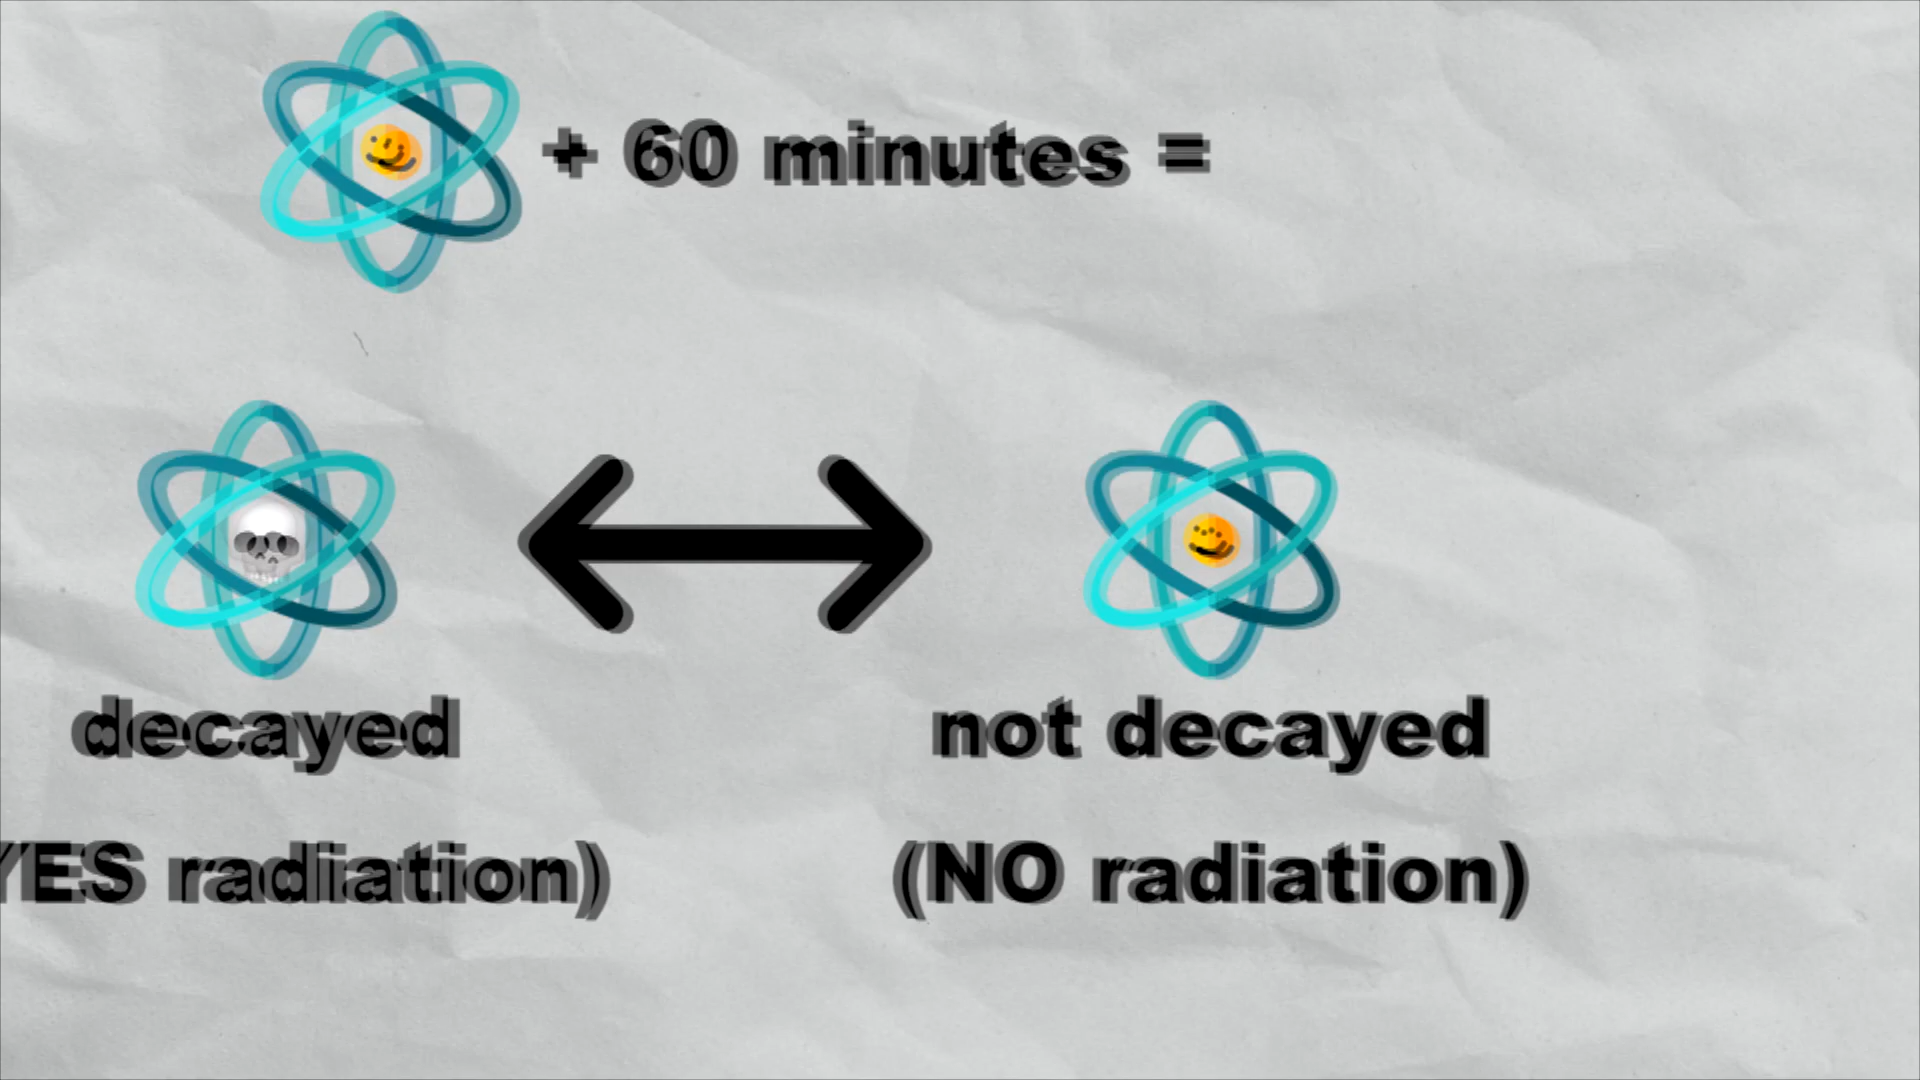 + 60 minutes =
decayed
not decayed
YES radiation)
(NO radiation)